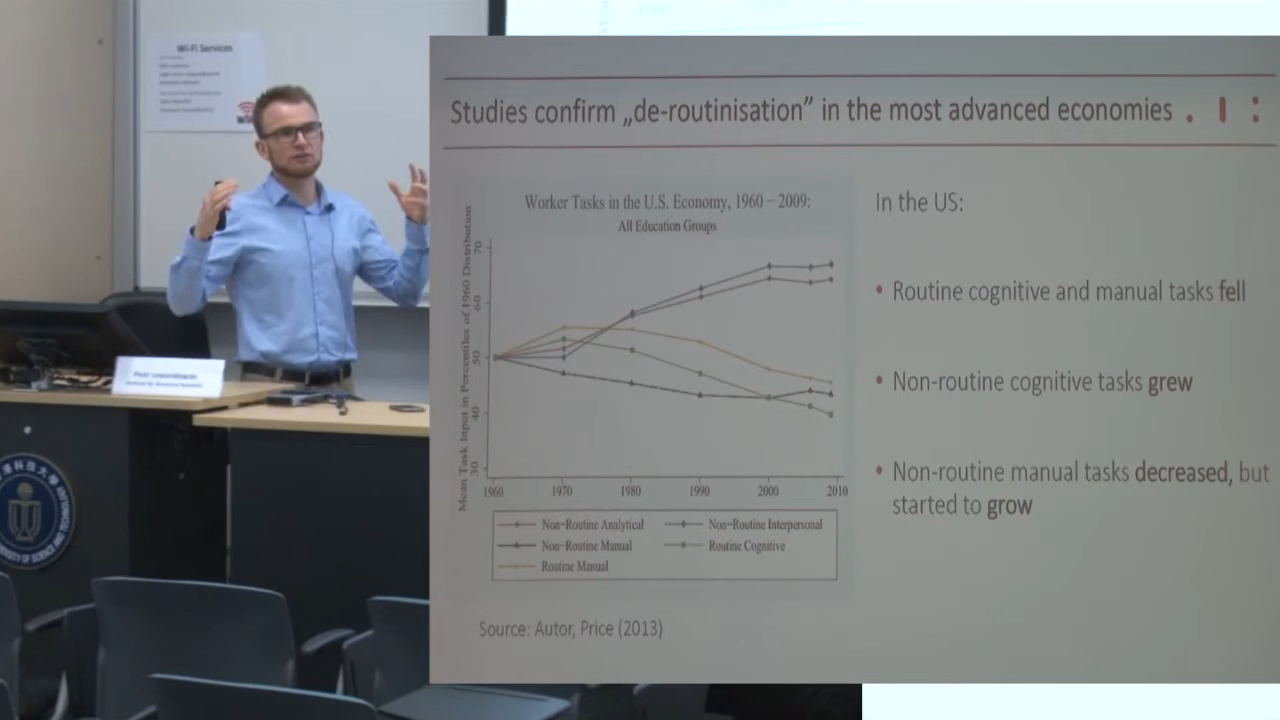 Wi-Fi Services
Studies confirm „de-routinisation” in the most advanced economies
Worker Tasks in the U.S. Economy, 1960 – 2009:
All Education Groups
In the US:
Mean Task Input in Percentiles of 1960 Distribution
70
60
50
40
30
1960 1970 1980 1990 2000 2010
• Routine cognitive and manual tasks fell
• Non-routine cognitive tasks grew
• Non-routine manual tasks decreased, but
started to grow
Non-Routine Analytical Non-Routine Interpersonal
Non-Routine Manual Routine Cognitive
Routine Manual
Source: Autor, Price (2013)